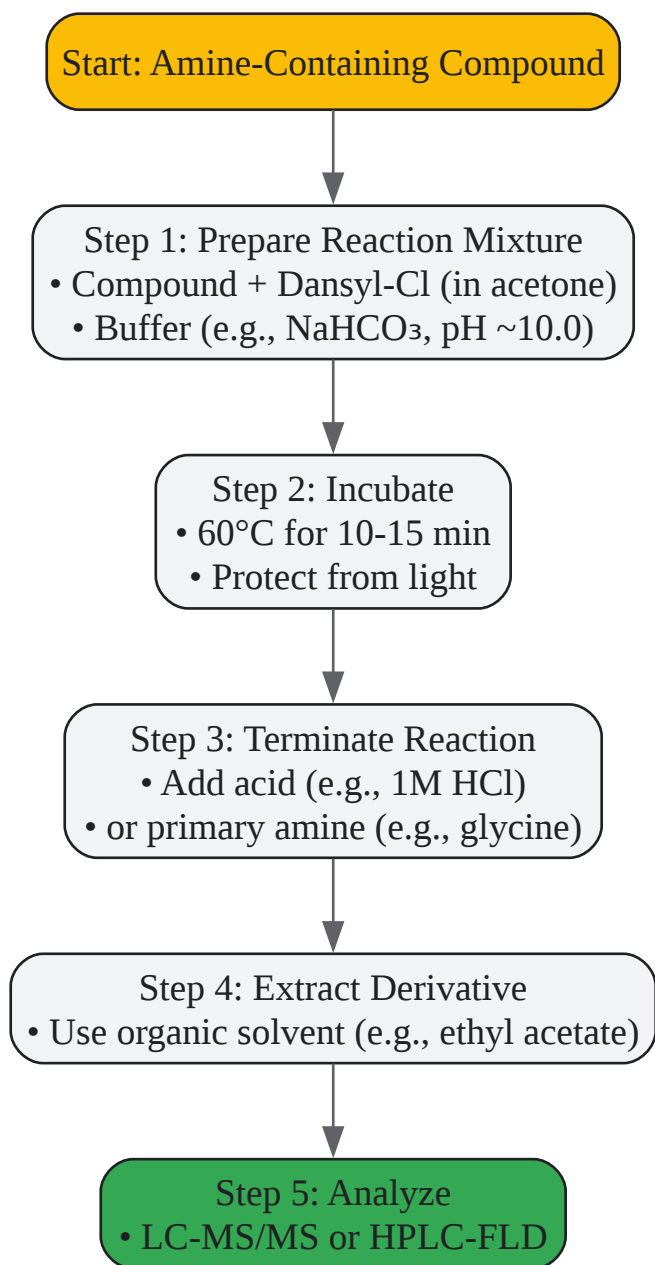 Start: Amine-Containing Compound
Step 1: Prepare Reaction Mixture
• Compound + Dansyl-Cl (in acetone)
• Buffer (e.g., NaHCO₃, pH ~10.0)
Step 2: Incubate
• 60°C for 10-15 min
• Protect from light
Step 3: Terminate Reaction
• Add acid (e.g., 1M HCl)
• or primary amine (e.g., glycine)
Step 4: Extract Derivative
• Use organic solvent (e.g., ethyl acetate)
Step 5: Analyze
• LC-MS/MS or HPLC-FLD